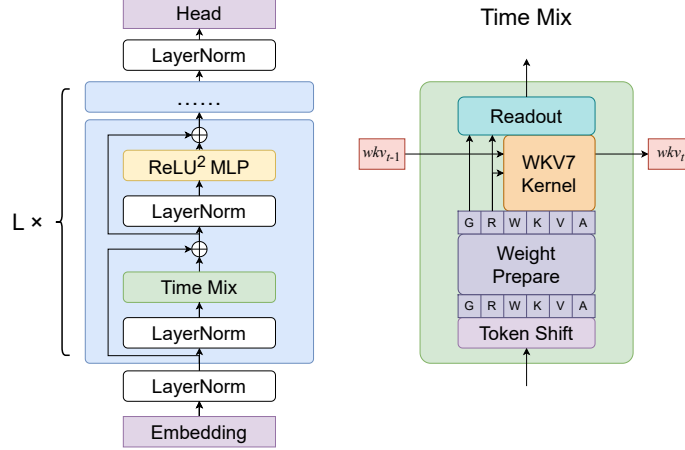 Head
LayerNorm
......
ReLU² MLP
LayerNorm
L ×
Time Mix
LayerNorm
LayerNorm
Embedding
Time Mix
Readout
wkv_{t-1}
WKV7
Kernel
wkv_t
G R W K V A
Weight
Prepare
G R W K V A
Token Shift